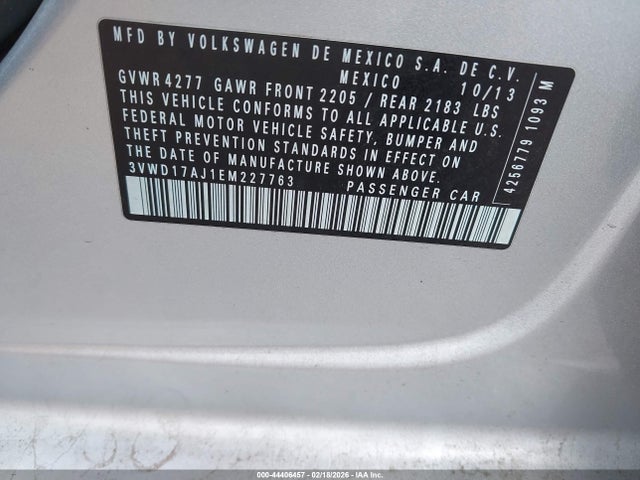 MFD BY VOLKSWAGEN DE MEXICO S.A. DE C.V.
MEXICO 10/13
GVWR 4277 GAWR FRONT 2205 / REAR 2183 LBS
THIS VEHICLE CONFORMS TO ALL APPLICABLE U.S.
FEDERAL MOTOR VEHICLE SAFETY, BUMPER AND
THEFT PREVENTION STANDARDS IN EFFECT ON
THE DATE OF MANUFACTURE SHOWN ABOVE.
3VWD17AJ1EM227763 PASSENGER CAR
4256779 1093 M
000-44406457 - 02/18/2026 - IAAI.COM